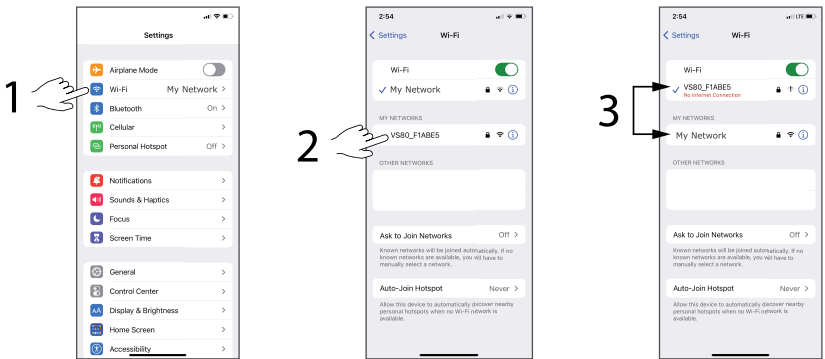 1
Settings
Airplane Mode
Wi-Fi My Network
Bluetooth On
Cellular
Personal Hotspot Off
Notifications
Sounds & Haptics
Focus
Screen Time
General
Control Center
AA Display & Brightness
Home Screen
Accessibility
2
2:54
Settings Wi-Fi
Wi-Fi
My Network
MY NETWORKS
VS80_F1ABE5
OTHER NETWORKS
Ask to Join Networks Off
Known networks will be joined automatically. If no
known networks are available, you will have to
manually select a network.
Auto-Join Hotspot Never
Allow this device to automatically discover nearby
personal hotspots when no Wi-Fi network is
available.
3
2:54 LTE
Settings Wi-Fi
Wi-Fi
VS80_F1ABE5
No Internet Connection
MY NETWORKS
My Network
OTHER NETWORKS
Ask to Join Networks Off
Known networks will be joined automatically. If no
known networks are available, you will have to
manually select a network.
Auto-Join Hotspot Never
Allow this device to automatically discover nearby
personal hotspots when no Wi-Fi network is
available.